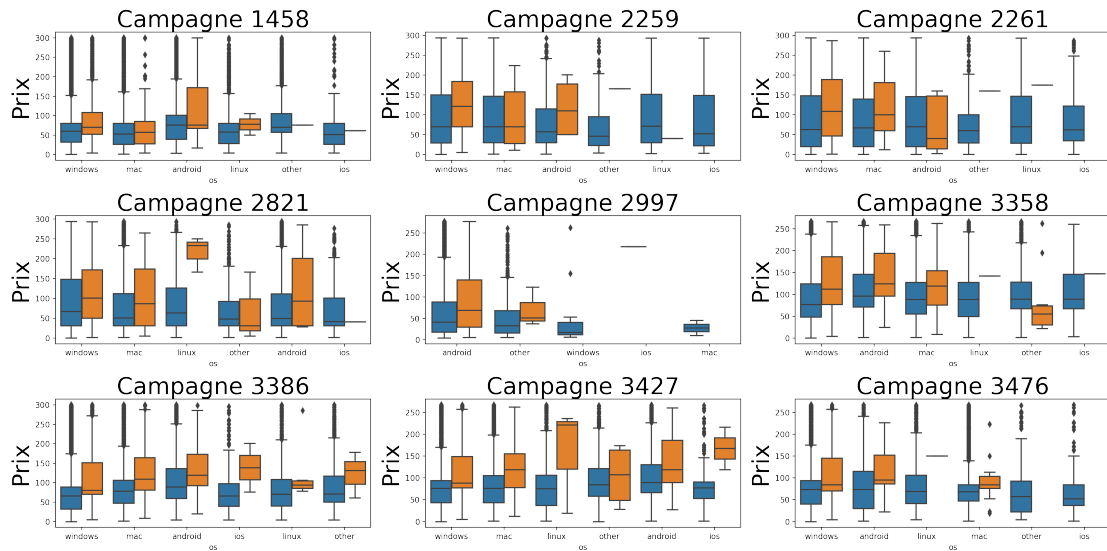 Campagne 1458
Prix
300
250
200
150
100
50
0
windows mac android linux other ios
os
Campagne 2259
Prix
300
250
200
150
100
50
0
windows mac android other linux ios
os
Campagne 2261
Prix
300
250
200
150
100
50
0
windows mac android other linux ios
os
Campagne 2821
Prix
300
250
200
150
100
50
0
windows mac linux other android ios
os
Campagne 2997
Prix
250
200
150
100
50
0
android other windows ios mac
os
Campagne 3358
Prix
250
200
150
100
50
0
windows android mac linux other ios
os
Campagne 3386
Prix
300
250
200
150
100
50
0
windows mac android ios linux other
os
Campagne 3427
Prix
250
200
150
100
50
0
windows mac linux other android ios
os
Campagne 3476
Prix
250
200
150
100
50
0
windows android linux mac other ios
os